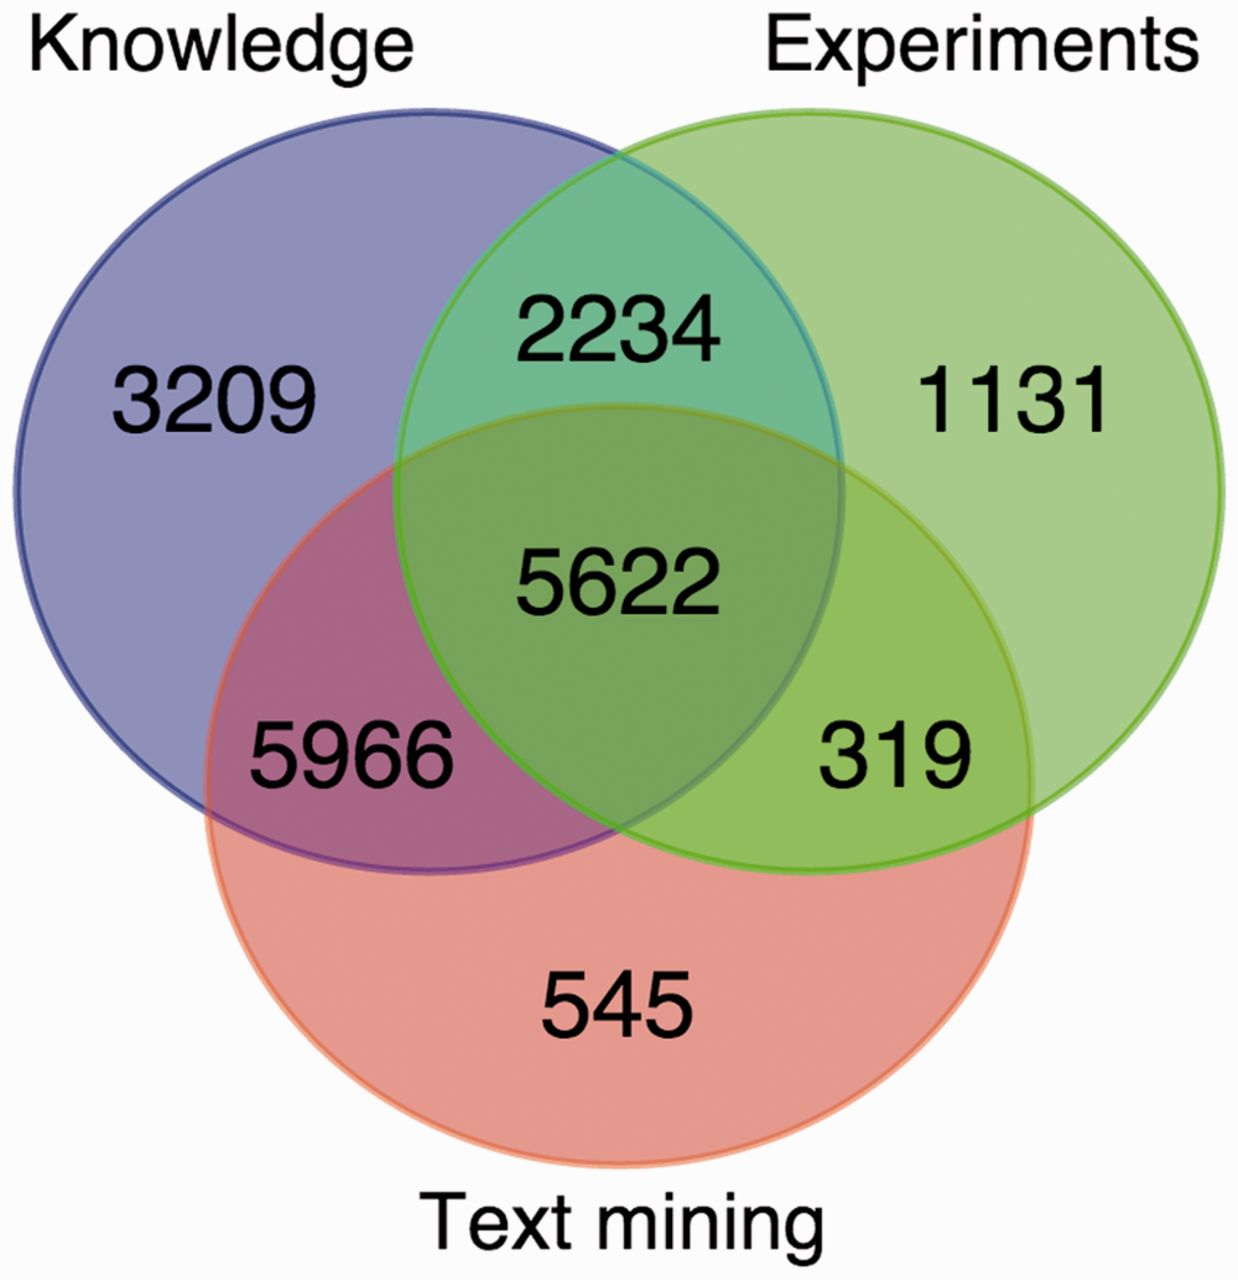 Knowledge
Experiments
2234
3209
1131
5622
5966
319
545
Text mining